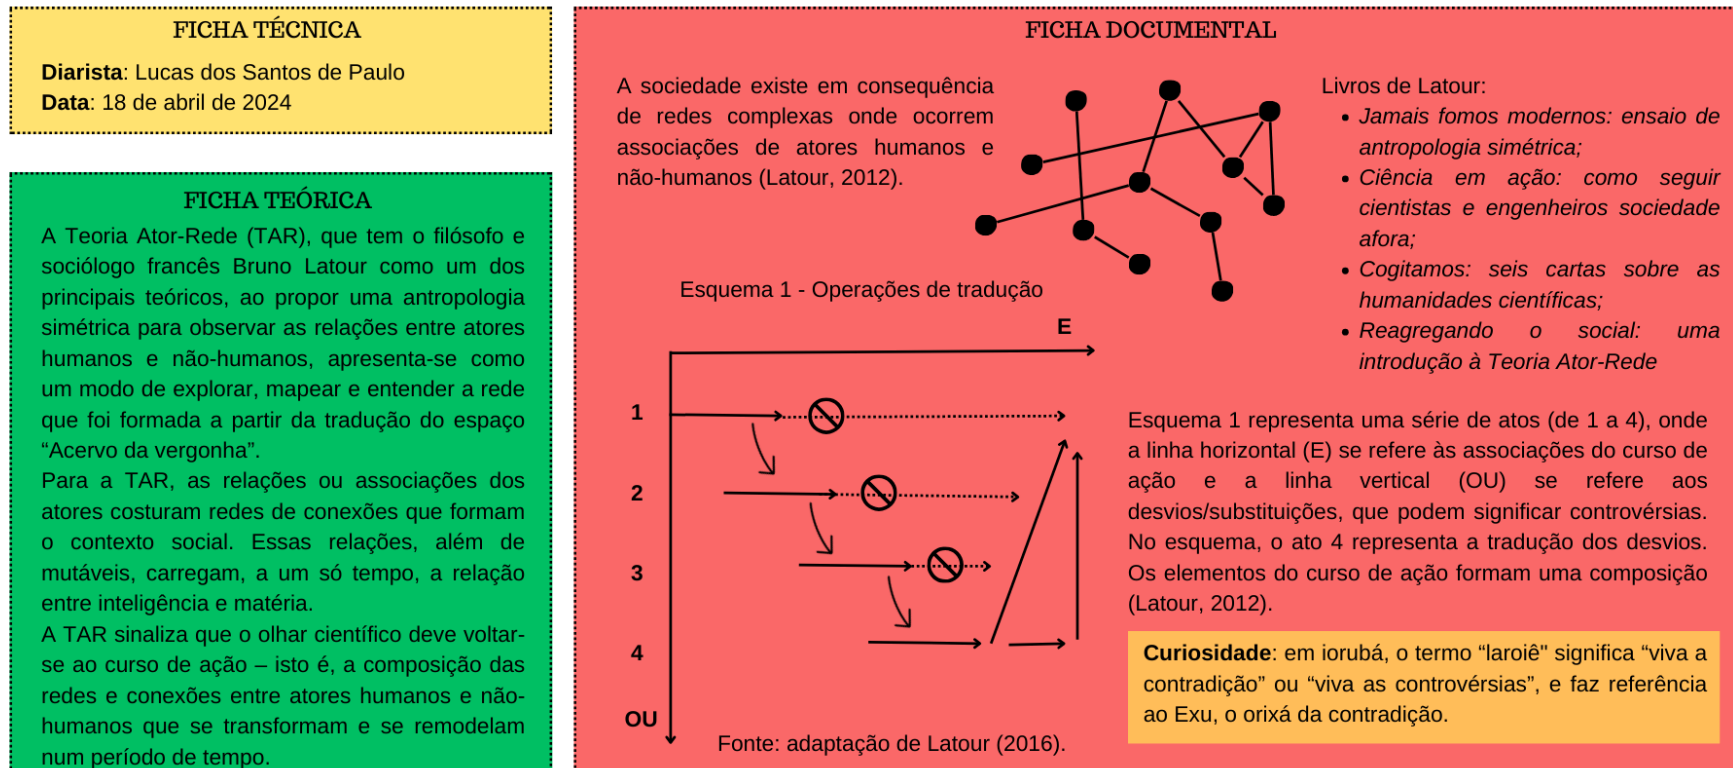 FICHA TÉCNICA
Diarista: Lucas dos Santos de Paulo
Data: 18 de abril de 2024
FICHA TEÓRICA
A Teoria Ator-Rede (TAR), que tem o filósofo e
sociólogo francês Bruno Latour como um dos
principais teóricos, ao propor uma antropologia
simétrica para observar as relações entre atores
humanos e não-humanos, apresenta-se como
um modo de explorar, mapear e entender a rede
que foi formada a partir da tradução do espaço
“Acervo da vergonha”.
Para a TAR, as relações ou associações dos
atores costuram redes de conexões que formam
o contexto social. Essas relações, além de
mutáveis, carregam, a um só tempo, a relação
entre inteligência e matéria.
A TAR sinaliza que o olhar científico deve voltar-
se ao curso de ação – isto é, a composição das
redes e conexões entre atores humanos e não-
humanos que se transformam e se remodelam
num período de tempo.
FICHA DOCUMENTAL
A sociedade existe em consequência
de redes complexas onde ocorrem
associações de atores humanos e
não-humanos (Latour, 2012).
Livros de Latour:
• Jamais fomos modernos: ensaio de
antropologia simétrica;
• Ciência em ação: como seguir
cientistas e engenheiros sociedade
afora;
• Cogitamos: seis cartas sobre as
humanidades científicas;
• Reagregando o social: uma
introdução à Teoria Ator-Rede
Esquema 1 - Operações de tradução
E
1
2
3
4
OU
Fonte: adaptação de Latour (2016).
Esquema 1 representa uma série de atos (de 1 a 4), onde
a linha horizontal (E) se refere às associações do curso de
ação e a linha vertical (OU) se refere aos
desvios/substituições, que podem significar controvérsias.
No esquema, o ato 4 representa a tradução dos desvios.
Os elementos do curso de ação formam uma composição
(Latour, 2012).
Curiosidade: em iorubá, o termo “laroiê" significa “viva a
contradição” ou “viva as controvérsias”, e faz referência
ao Exu, o orixá da contradição.